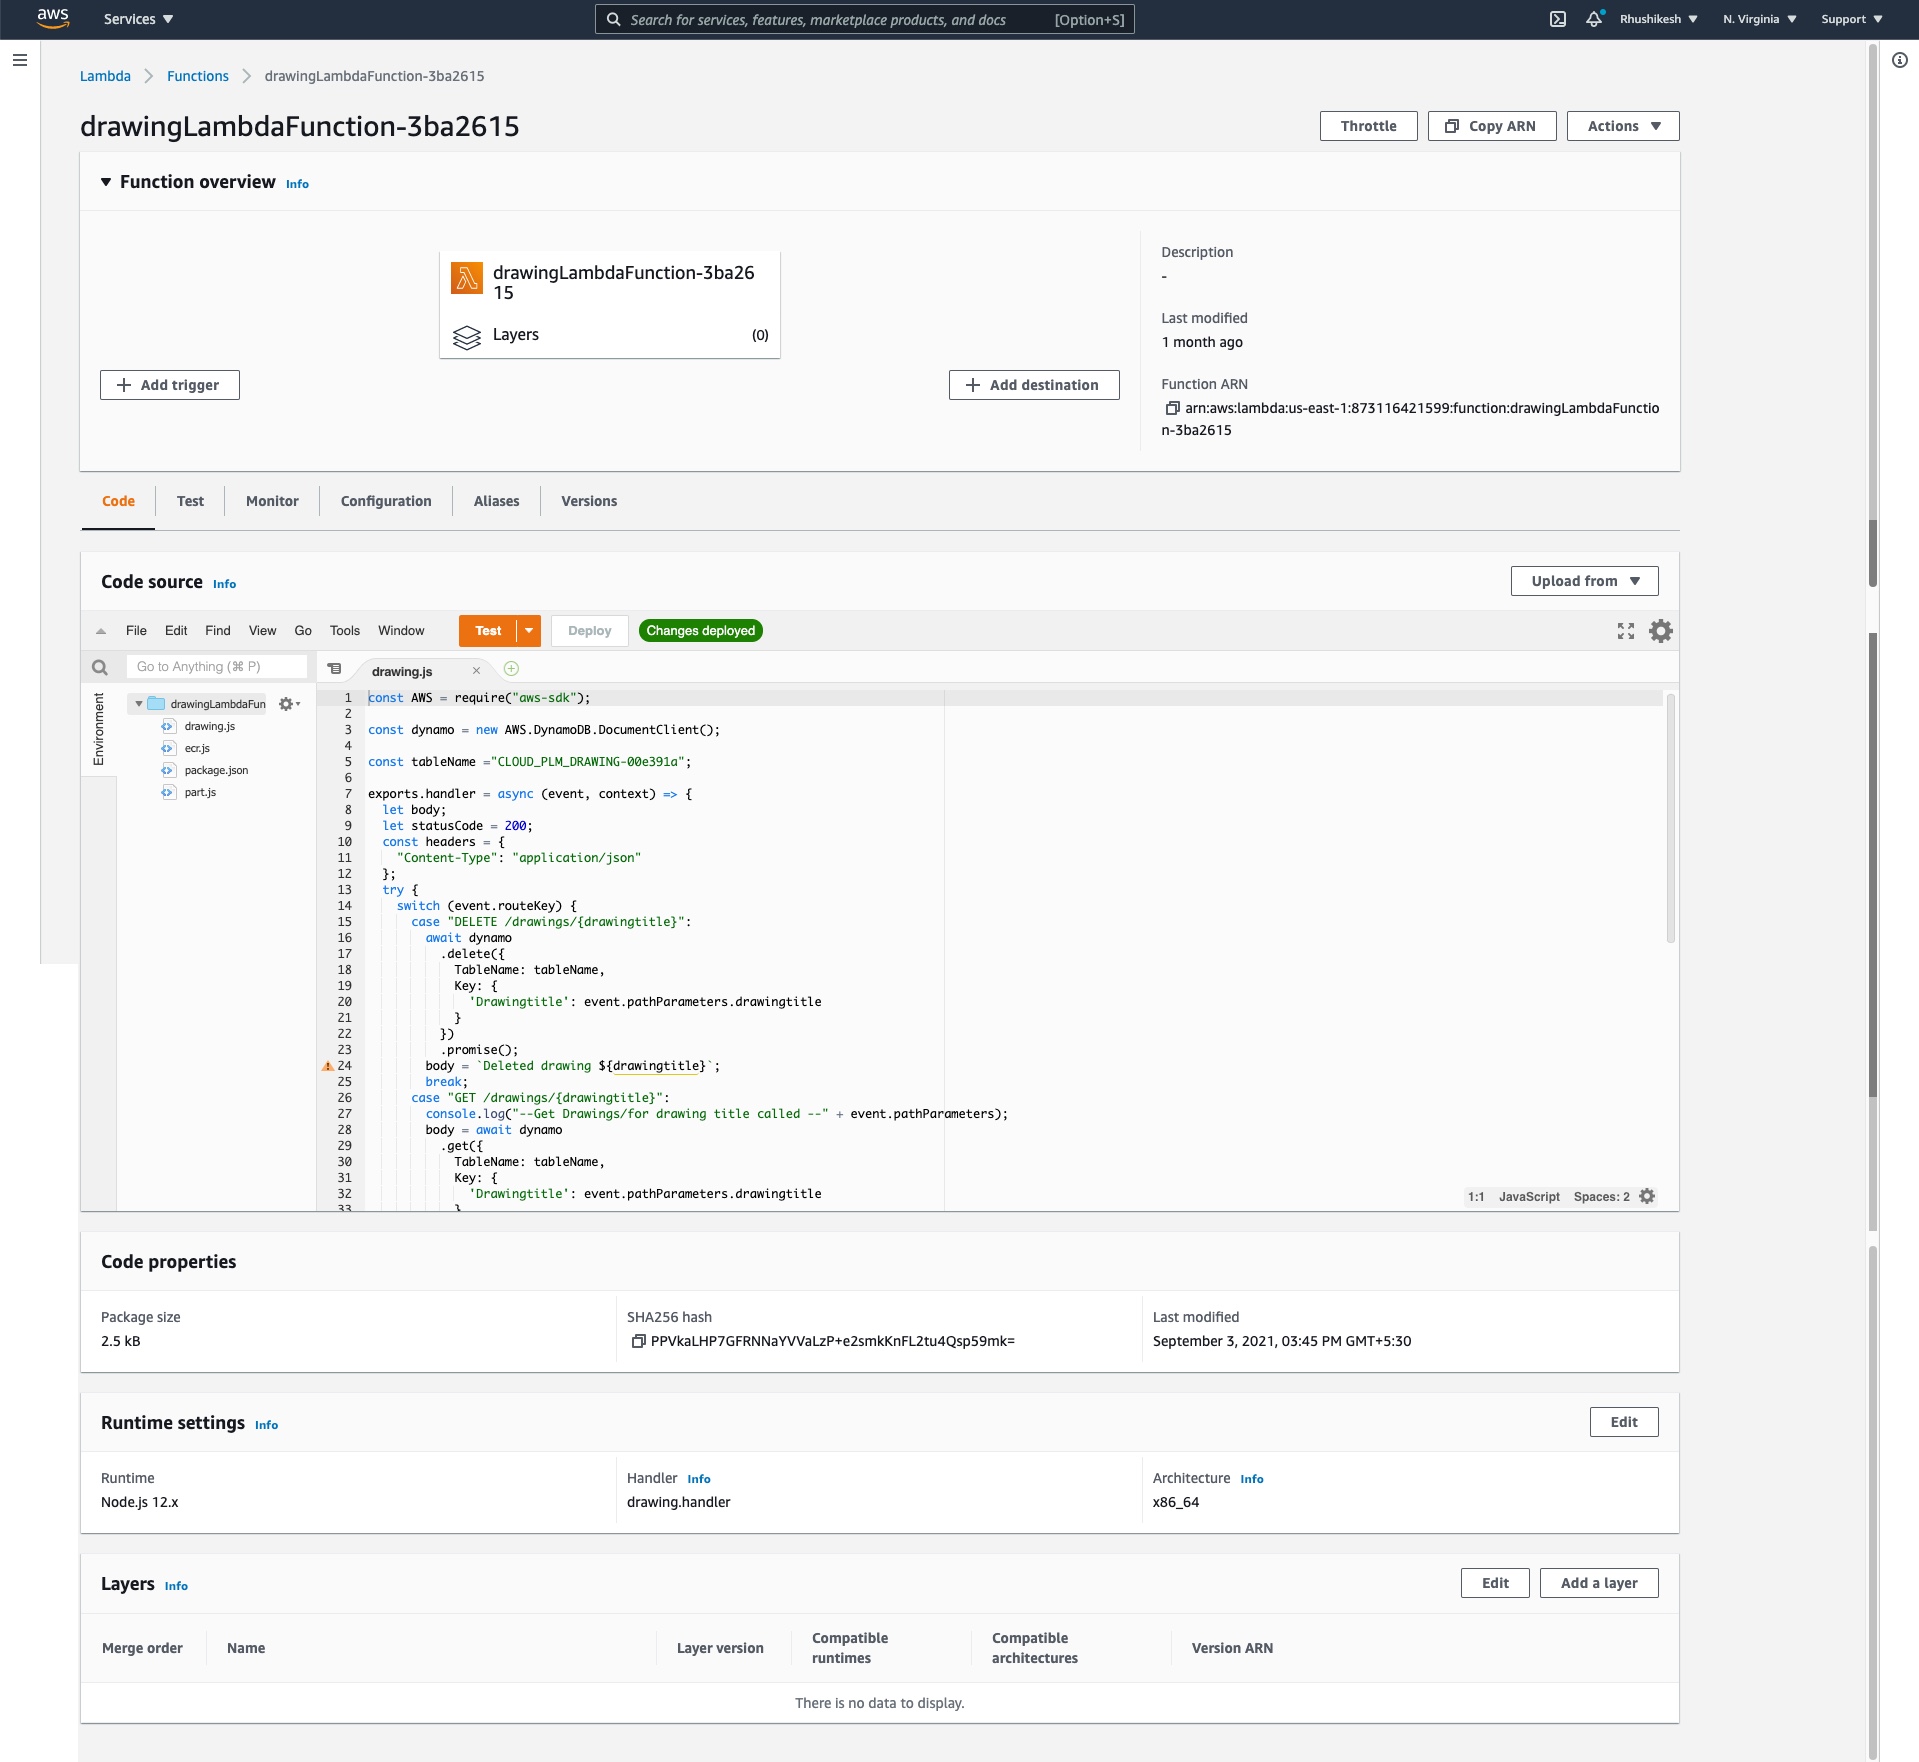 aws
Services ▼
Search for services, features, marketplace products, and docs [Option+S]
Rhushikesh ▼
N. Virginia ▼
Support ▼
Lambda > Functions > drawingLambdaFunction-3ba2615
drawingLambdaFunction-3ba2615
Throttle
Copy ARN
Actions ▼
▼ Function overview Info
drawingLambdaFunction-3ba26
15
Layers (0)
+ Add trigger
+ Add destination
Description
-
Last modified
1 month ago
Function ARN
arn:aws:lambda:us-east-1:873116421599:function:drawingLambdaFunctio
n-3ba2615
Code
Test
Monitor
Configuration
Aliases
Versions
Code source Info
Upload from ▼
File Edit Find View Go Tools Window
Test
Deploy
Changes deployed
Go to Anything (⌘ P)
drawing.js
Environment
drawingLambdaFun
drawing.js
ecr.js
package.json
part.js
1 const AWS = require("aws-sdk");
2
3 const dynamo = new AWS.DynamoDB.DocumentClient();
4
5 const tableName ="CLOUD_PLM_DRAWING-00e391a";
6
7 exports.handler = async (event, context) => {
8 let body;
9 let statusCode = 200;
10 const headers = {
11 "Content-Type": "application/json"
12 };
13 try {
14 switch (event.routeKey) {
15 case "DELETE /drawings/{drawingtitle}":
16 await dynamo
17 .delete({
18 TableName: tableName,
19 Key: {
20 'Drawingtitle': event.pathParameters.drawingtitle
21 }
22 })
23 .promise();
24 body = `Deleted drawing ${drawingtitle}`;
25 break;
26 case "GET /drawings/{drawingtitle}":
27 console.log("--Get Drawings/for drawing title called --" + event.pathParameters);
28 body = await dynamo
29 .get({
30 TableName: tableName,
31 Key: {
32 'Drawingtitle': event.pathParameters.drawingtitle
33 }
1:1 JavaScript Spaces: 2
Code properties
Package size
2.5 kB
SHA256 hash
PPVkaLHP7GFRNNaYVVaLzP+e2smkKnFL2tu4Qsp59mk=
Last modified
September 3, 2021, 03:45 PM GMT+5:30
Runtime settings Info
Edit
Runtime
Node.js 12.x
Handler Info
drawing.handler
Architecture Info
x86_64
Layers Info
Edit
Add a layer
Merge order
Name
Layer version
Compatible
runtimes
Compatible
architectures
Version ARN
There is no data to display.